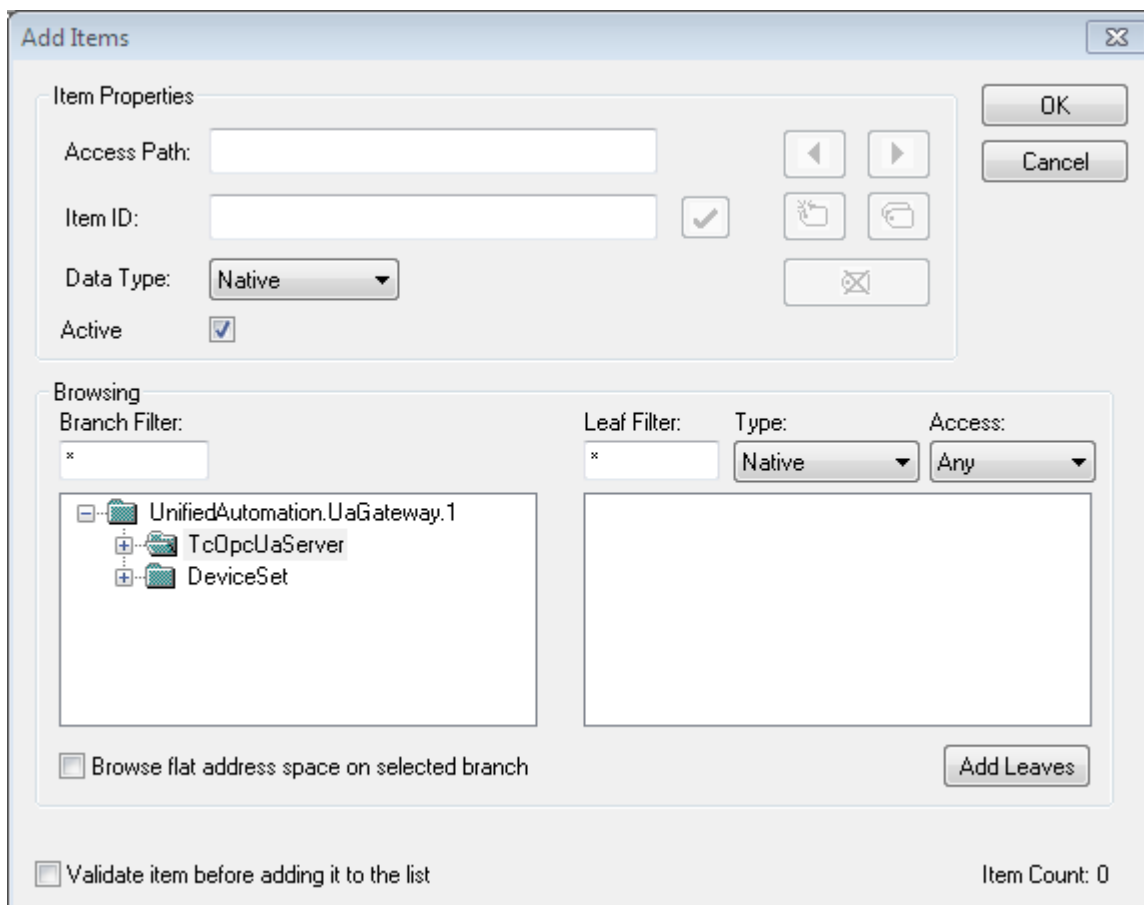 Add Items
Item Properties
OK
Access Path:
Cancel
Item ID:
Data Type: Native
Active
Browsing
Branch Filter: Leaf Filter: Type: Access:
* * Native Any
UnifiedAutomation.UaGateway.1
TcOpcUaServer
DeviceSet
Browse flat address space on selected branch Add Leaves
Validate item before adding it to the list Item Count: 0